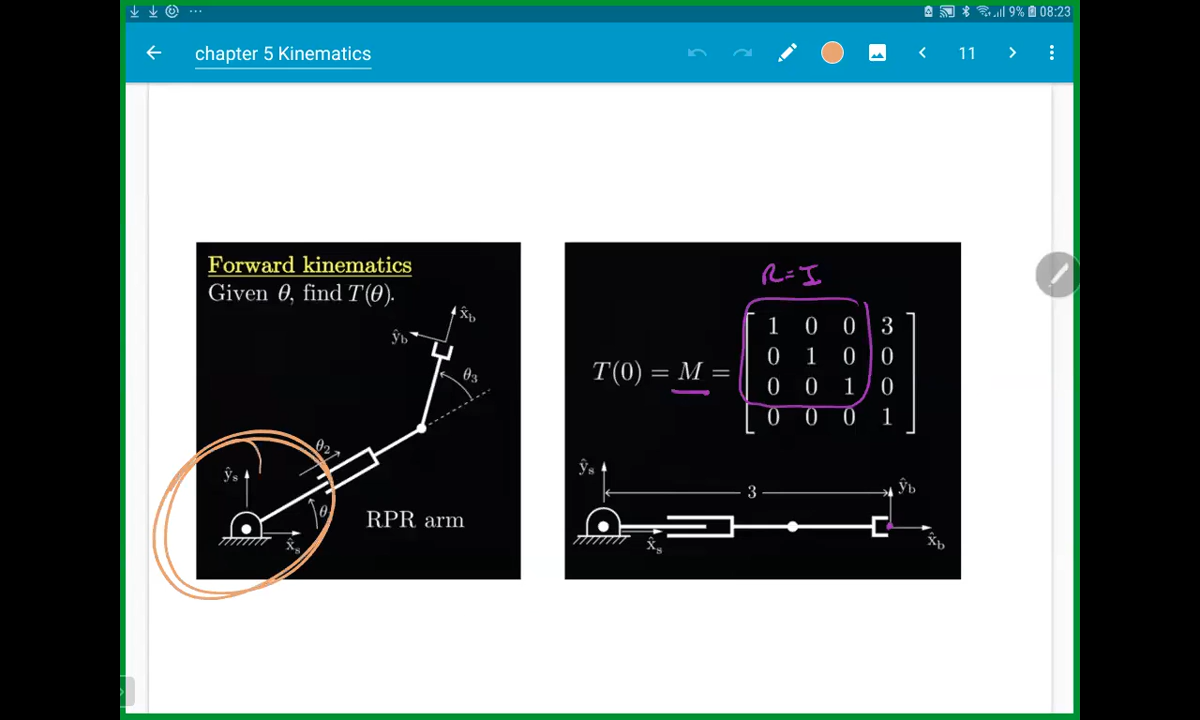 9% 08:23
chapter 5 Kinematics
11
Forward kinematics
Given θ, find T(θ).
x̂b
ŷb
θ3
θ2
ŷs
θ
RPR arm
x̂s
R=I
T(0) = M =
1 0 0 3
0 1 0 0
0 0 1 0
0 0 0 1
ŷs
3
ŷb
x̂s
x̂b